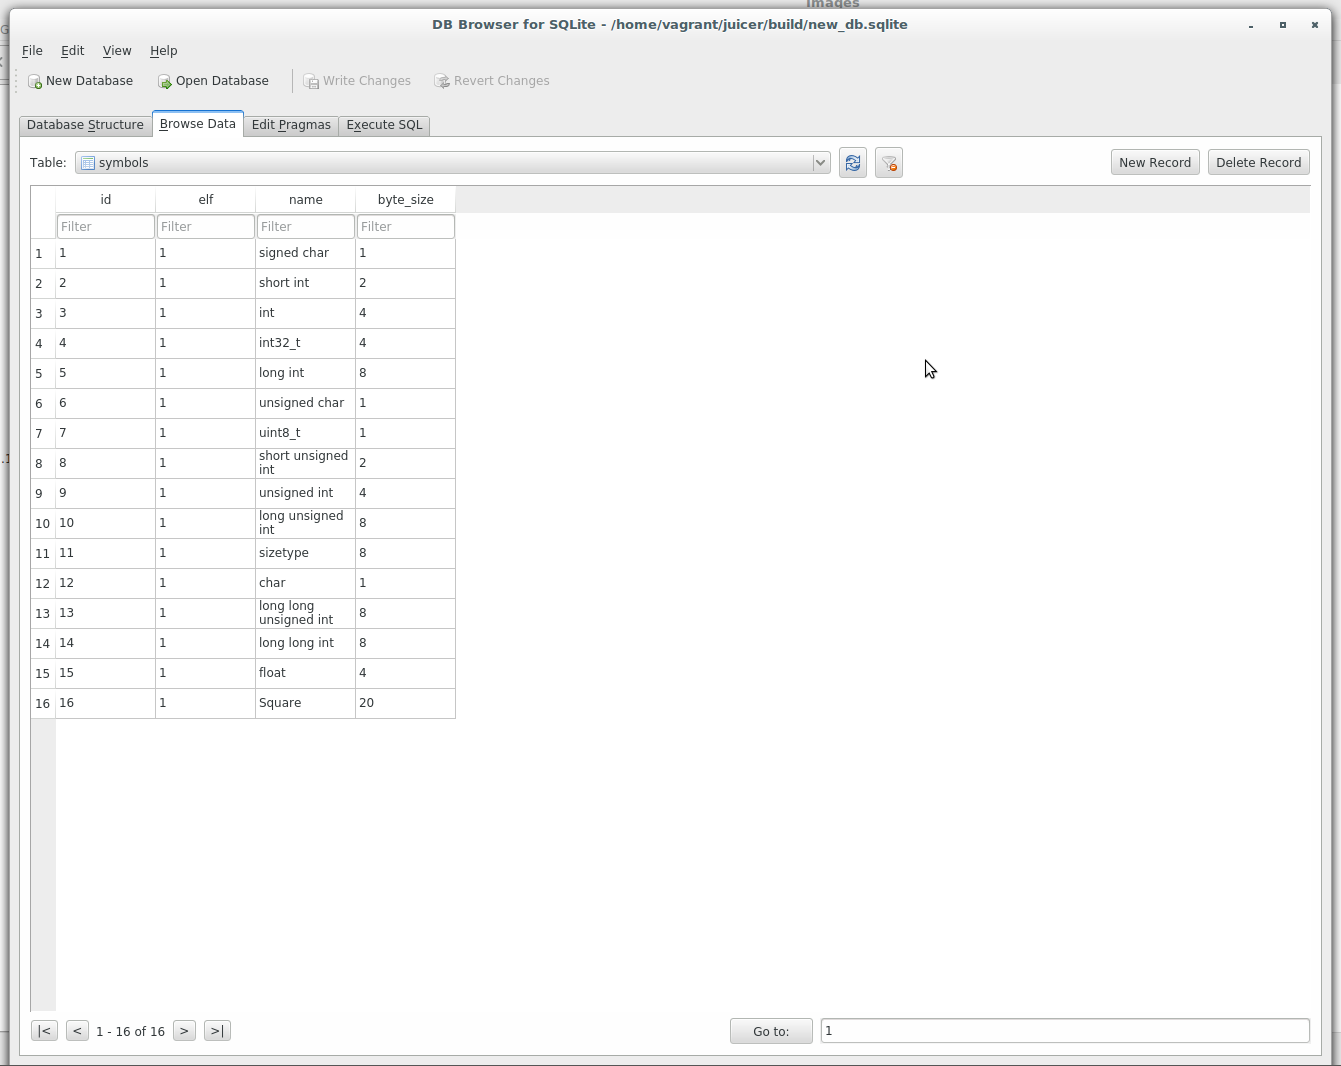 Images
DB Browser for SQLite - /home/vagrant/juicer/build/new_db.sqlite
File Edit View Help
New Database Open Database Write Changes Revert Changes
Database Structure Browse Data Edit Pragmas Execute SQL
Table: symbols New Record Delete Record
id elf name byte_size
Filter Filter Filter Filter
1 1 1 signed char 1
2 2 1 short int 2
3 3 1 int 4
4 4 1 int32_t 4
5 5 1 long int 8
6 6 1 unsigned char 1
7 7 1 uint8_t 1
8 8 1 short unsigned int 2
9 9 1 unsigned int 4
10 10 1 long unsigned int 8
11 11 1 sizetype 8
12 12 1 char 1
13 13 1 long long unsigned int 8
14 14 1 long long int 8
15 15 1 float 4
16 16 1 Square 20
|< < 1 - 16 of 16 > >| Go to: 1